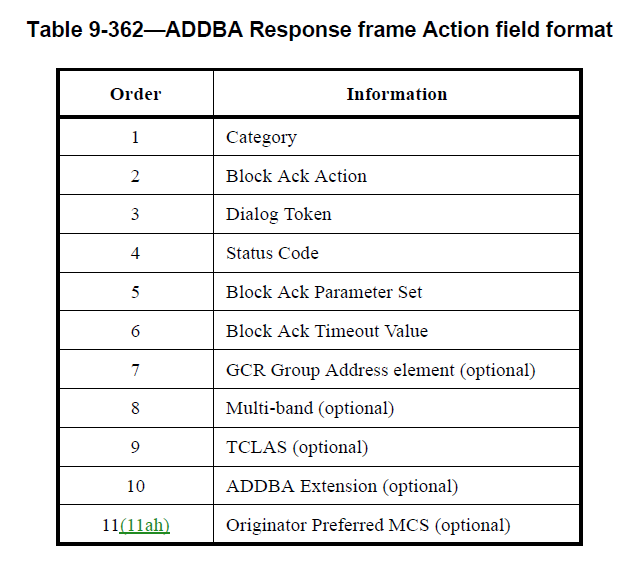 Table 9-362—ADDBA Response frame Action field format
Order Information
1 Category
2 Block Ack Action
3 Dialog Token
4 Status Code
5 Block Ack Parameter Set
6 Block Ack Timeout Value
7 GCR Group Address element (optional)
8 Multi-band (optional)
9 TCLAS (optional)
10 ADDBA Extension (optional)
11(11ah) Originator Preferred MCS (optional)